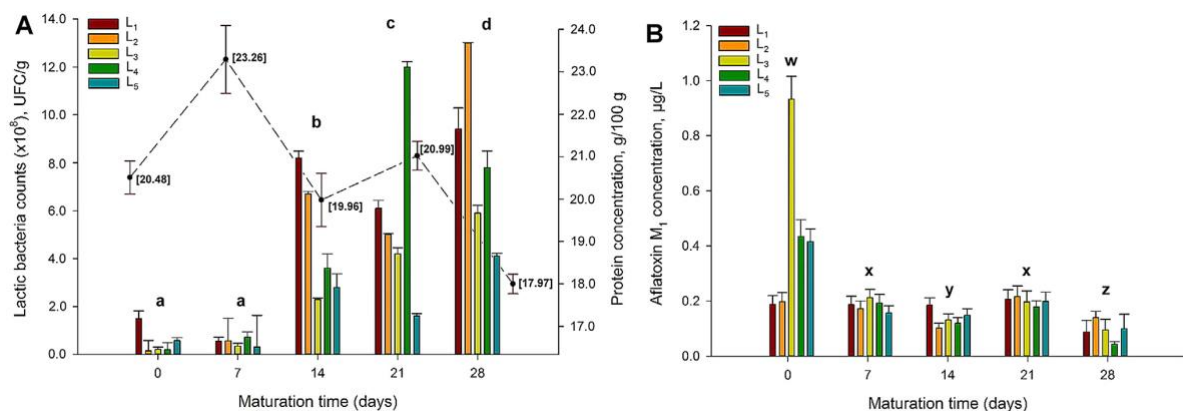 A
L1
L2
L3
L4
L5
Lactic bacteria counts (x10⁸), UFC/g
14.0
12.0
10.0
8.0
6.0
4.0
2.0
0.0
[20.48]
[23.26]
[19.96]
[20.99]
[17.97]
a
a
b
c
d
0 7 14 21 28
Maturation time (days)
24.0
23.0
22.0
21.0
20.0
19.0
18.0
17.0
Protein concentration, g/100 g
B
L1
L2
L3
L4
L5
Aflatoxin M1 concentration, µg/L
1.2
1.0
0.8
0.6
0.4
0.2
0.0
w
x
y
x
z
0 7 14 21 28
Maturation time (days)